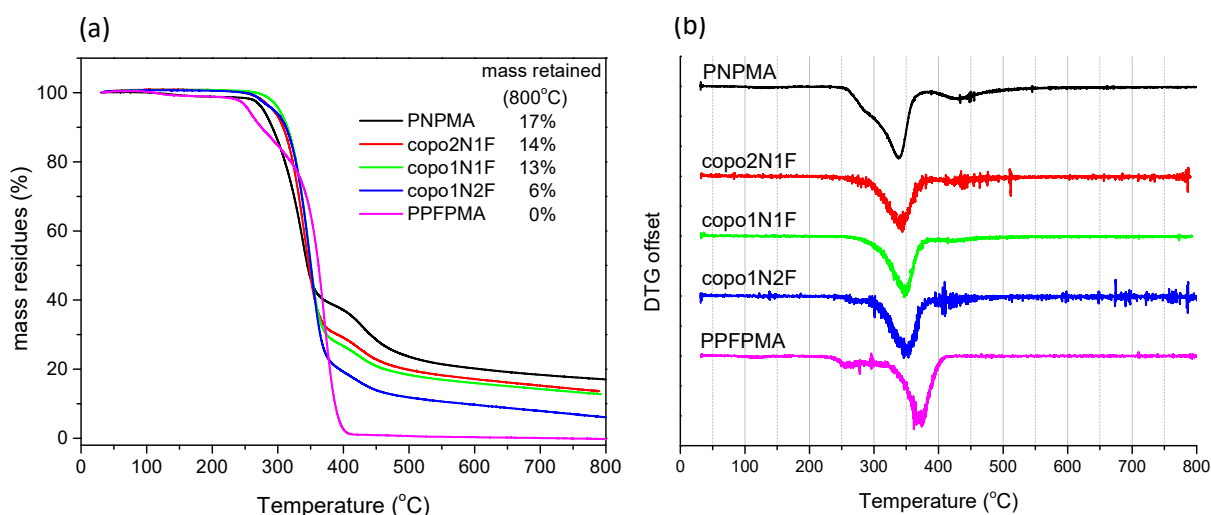 (a)
mass retained
(800°C)
PNPMA 17%
copo2N1F 14%
copo1N1F 13%
copo1N2F 6%
PPFPMA 0%
100
80
60
40
20
0
mass residues (%)
0 100 200 300 400 500 600 700 800
Temperature (°C)
(b)
PNPMA
copo2N1F
copo1N1F
copo1N2F
PPFPMA
DTG offset
0 100 200 300 400 500 600 700 800
Temperature (°C)